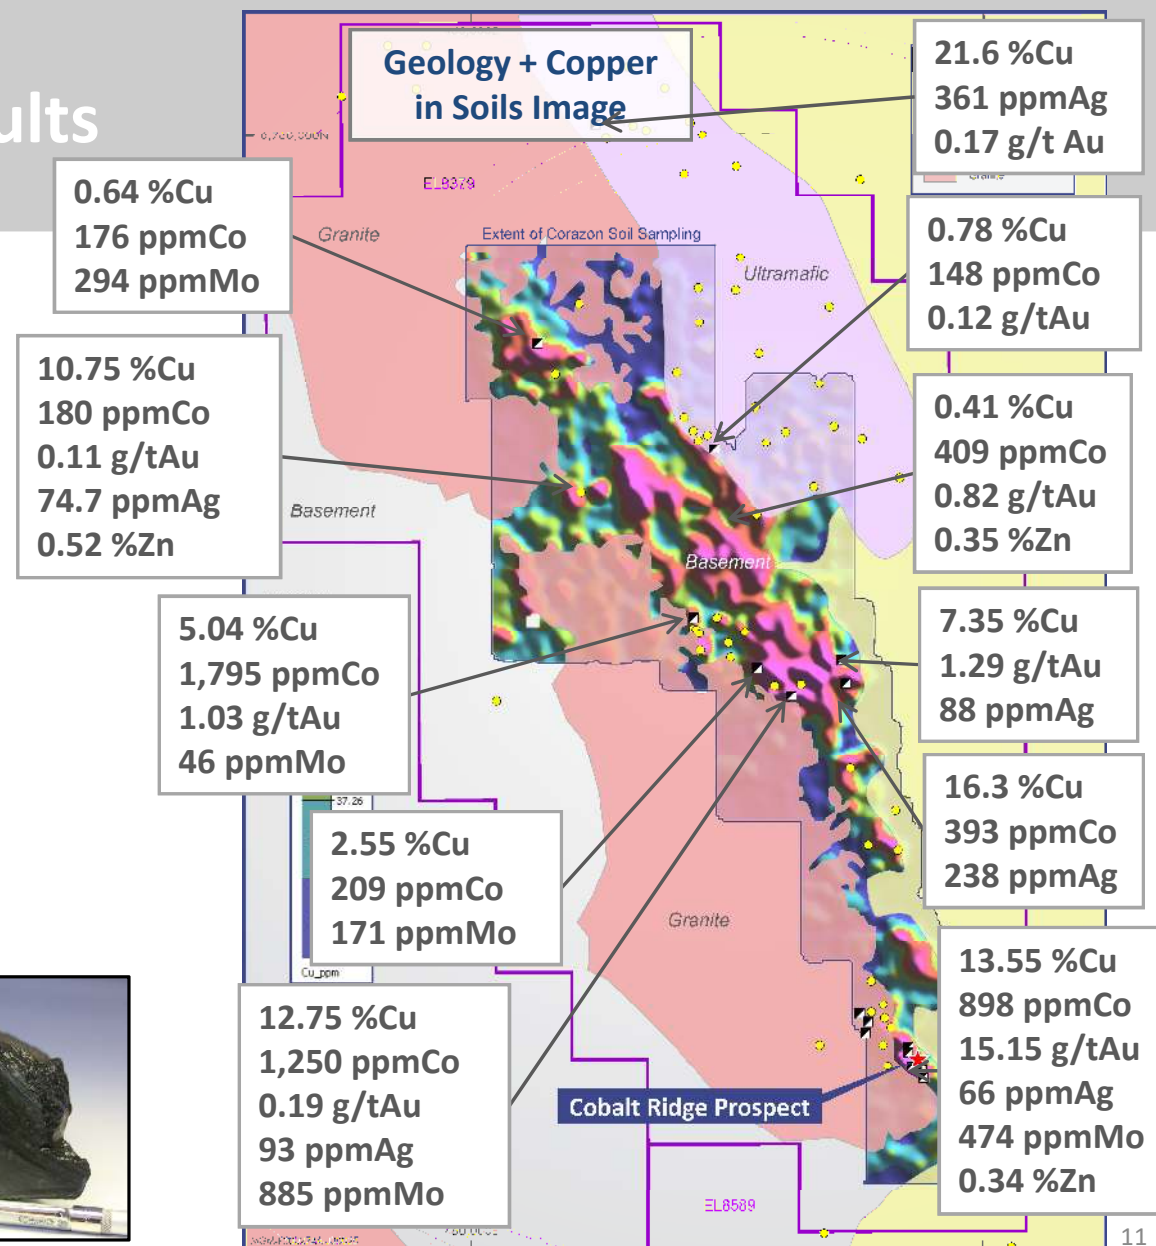 Geology + Copper
in Soils Image
21.6 %Cu
361 ppmAg
0.17 g/t Au
0.64 %Cu
176 ppmCo
294 ppmMo
EL8379
Granite
Extent of Corazon Soil Sampling
Ultramafic
0.78 %Cu
148 ppmCo
0.12 g/tAu
10.75 %Cu
180 ppmCo
0.11 g/tAu
74.7 ppmAg
0.52 %Zn
Basement
0.41 %Cu
409 ppmCo
0.82 g/tAu
0.35 %Zn
Basement
5.04 %Cu
1,795 ppmCo
1.03 g/tAu
46 ppmMo
7.35 %Cu
1.29 g/tAu
88 ppmAg
37.26
Cu_ppm
2.55 %Cu
209 ppmCo
171 ppmMo
16.3 %Cu
393 ppmCo
238 ppmAg
Granite
12.75 %Cu
1,250 ppmCo
0.19 g/tAu
93 ppmAg
885 ppmMo
Cobalt Ridge Prospect
13.55 %Cu
898 ppmCo
15.15 g/tAu
66 ppmAg
474 ppmMo
0.34 %Zn
EL8589
11